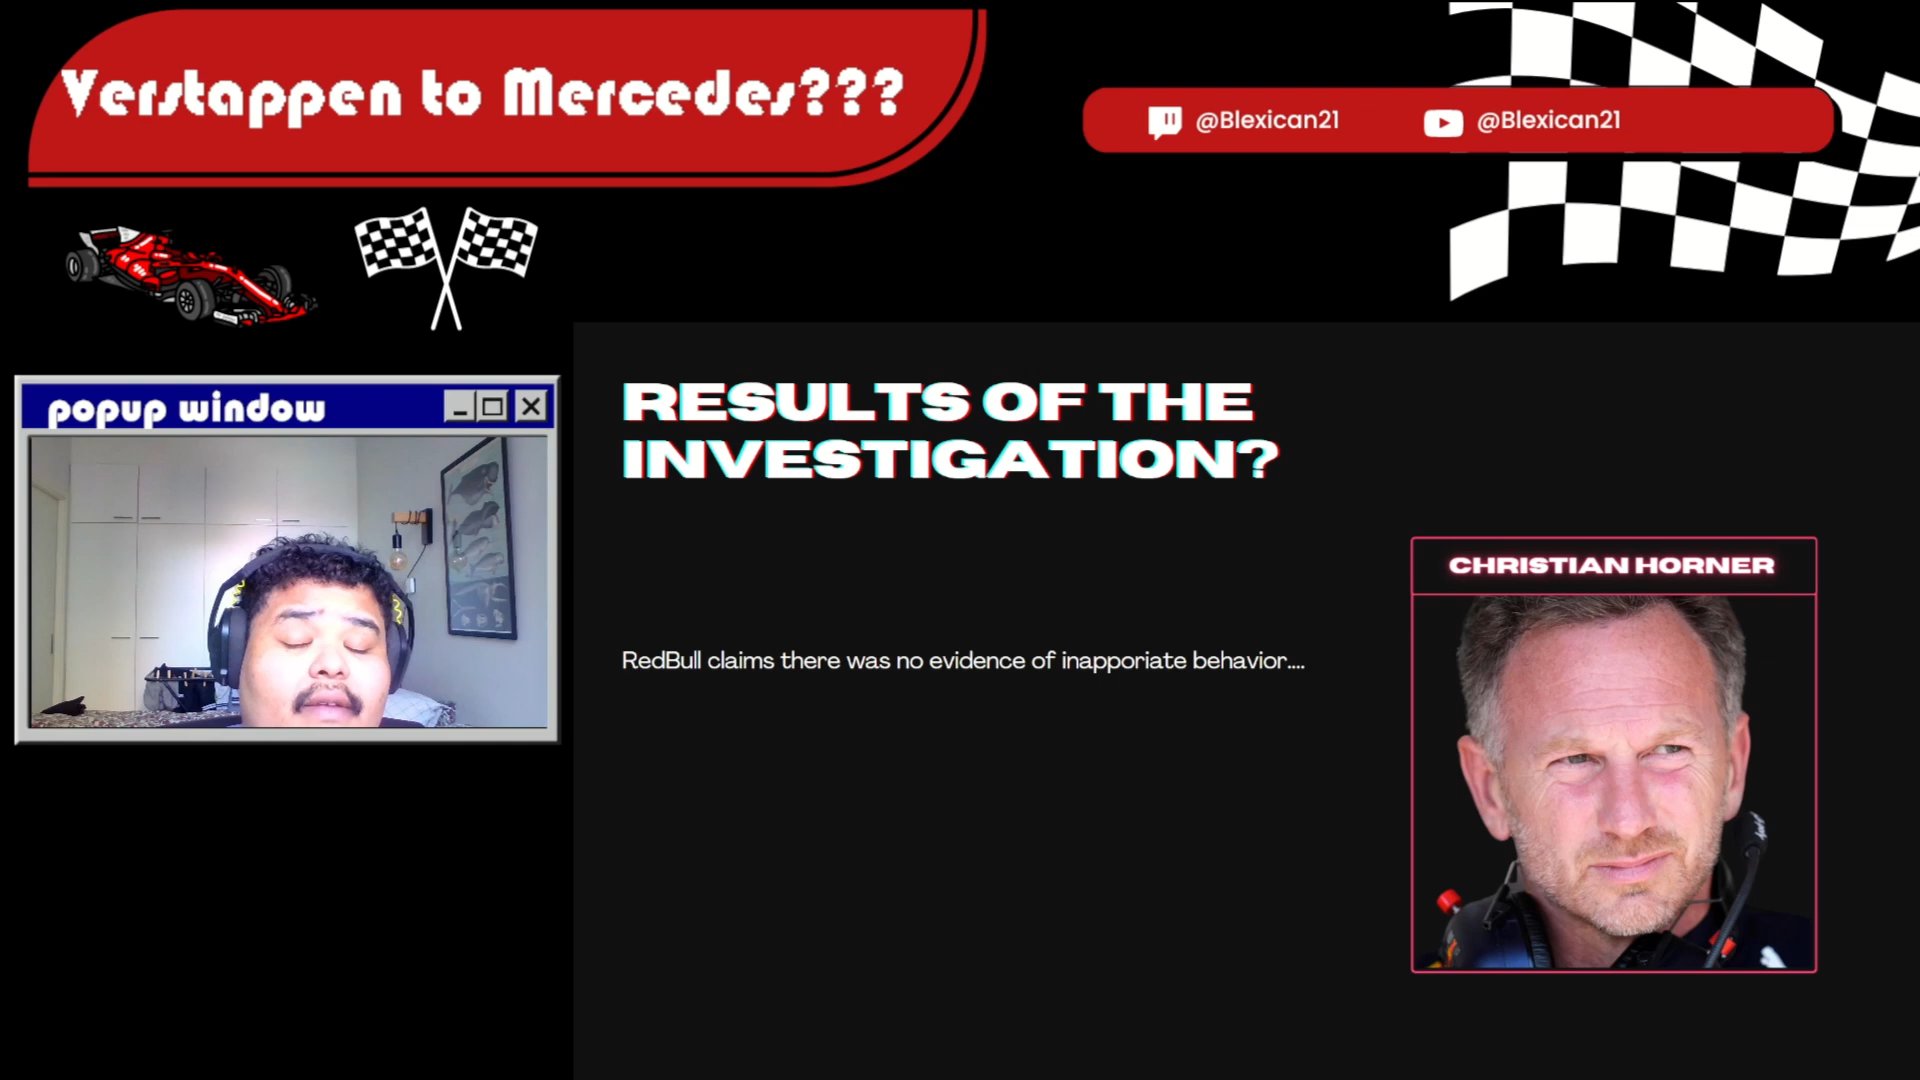 Verstappen to Mercedes???
@Blexican21
@Blexican21
popup window
RESULTS OF THE
INVESTIGATION?
CHRISTIAN HORNER
RedBull claims there was no evidence of inapporiate behavior....